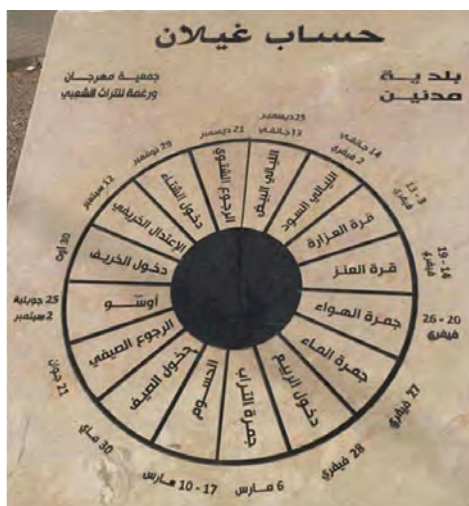 حساب غيلان
بلدية
مدنين
جمعية مهرجان
ورغمة للتراث الشعبي
25 ديسمبر
13 جانفي
الليالي البيض
14 جانفي
2 فيفري
الليالي السود
3 - 13
فيفري
قرة العزارة
14 - 19
فيفري
قرة العنز
20 - 26
فيفري
جمرة الهواء
27 فيفري
جمرة الماء
28 فيفري
دخول الربيع
6 مارس
جمرة التراب
10 - 17 مارس
الحسوم
30 ماي
دخول الصيف
21 جون
الرجوع الصيفي
25 جويلية
2 سبتمبر
أوسّو
30 أوت
دخول الخريف
12 سبتمبر
الإعتدال الخريفي
29 نوفمبر
دخول الشتاء
21 ديسمبر
الرجوع الشتوي